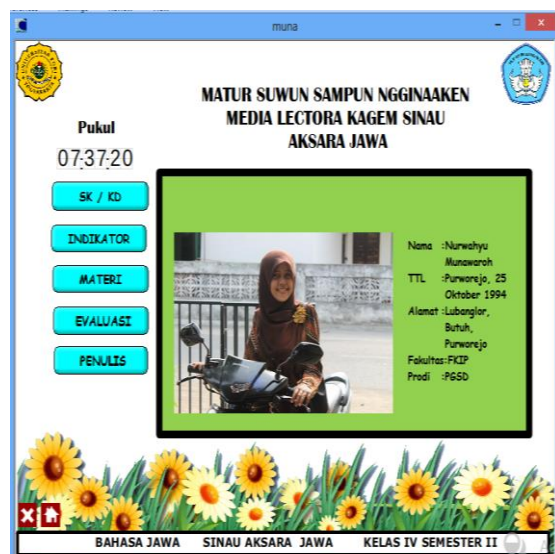 muna
MATUR SUWUN SAMPUN NGGINAAKEN
MEDIA LECTORA KAGEM SINAU
AKSARA JAWA
Pukul
07:37:20
SK / KD
INDIKATOR
MATERI
EVALUASI
PENULIS
Nama :Nurwahyu
Munawaroh
TTL :Purworejo, 25
Oktober 1994
Alamat :Lubanglor,
Butuh,
Purworejo
Fakultas:FKIP
Prodi :PGSD
BAHASA JAWA SINAU AKSARA JAWA KELAS IV SEMESTER II